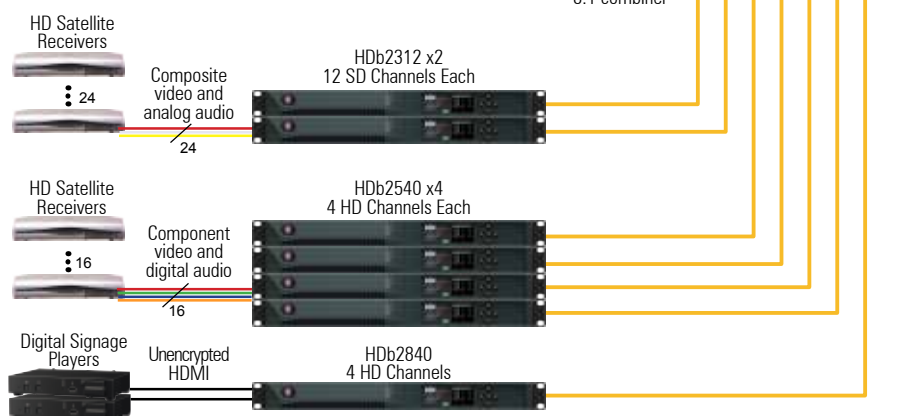 HD Satellite
Receivers
24
Composite
video and
analog audio
24
HDb2312 x2
12 SD Channels Each
HD Satellite
Receivers
16
Component
video and
digital audio
16
HDb2540 x4
4 HD Channels Each
Digital Signage
Players
Unencrypted
HDMI
HDb2840
4 HD Channels
combiner